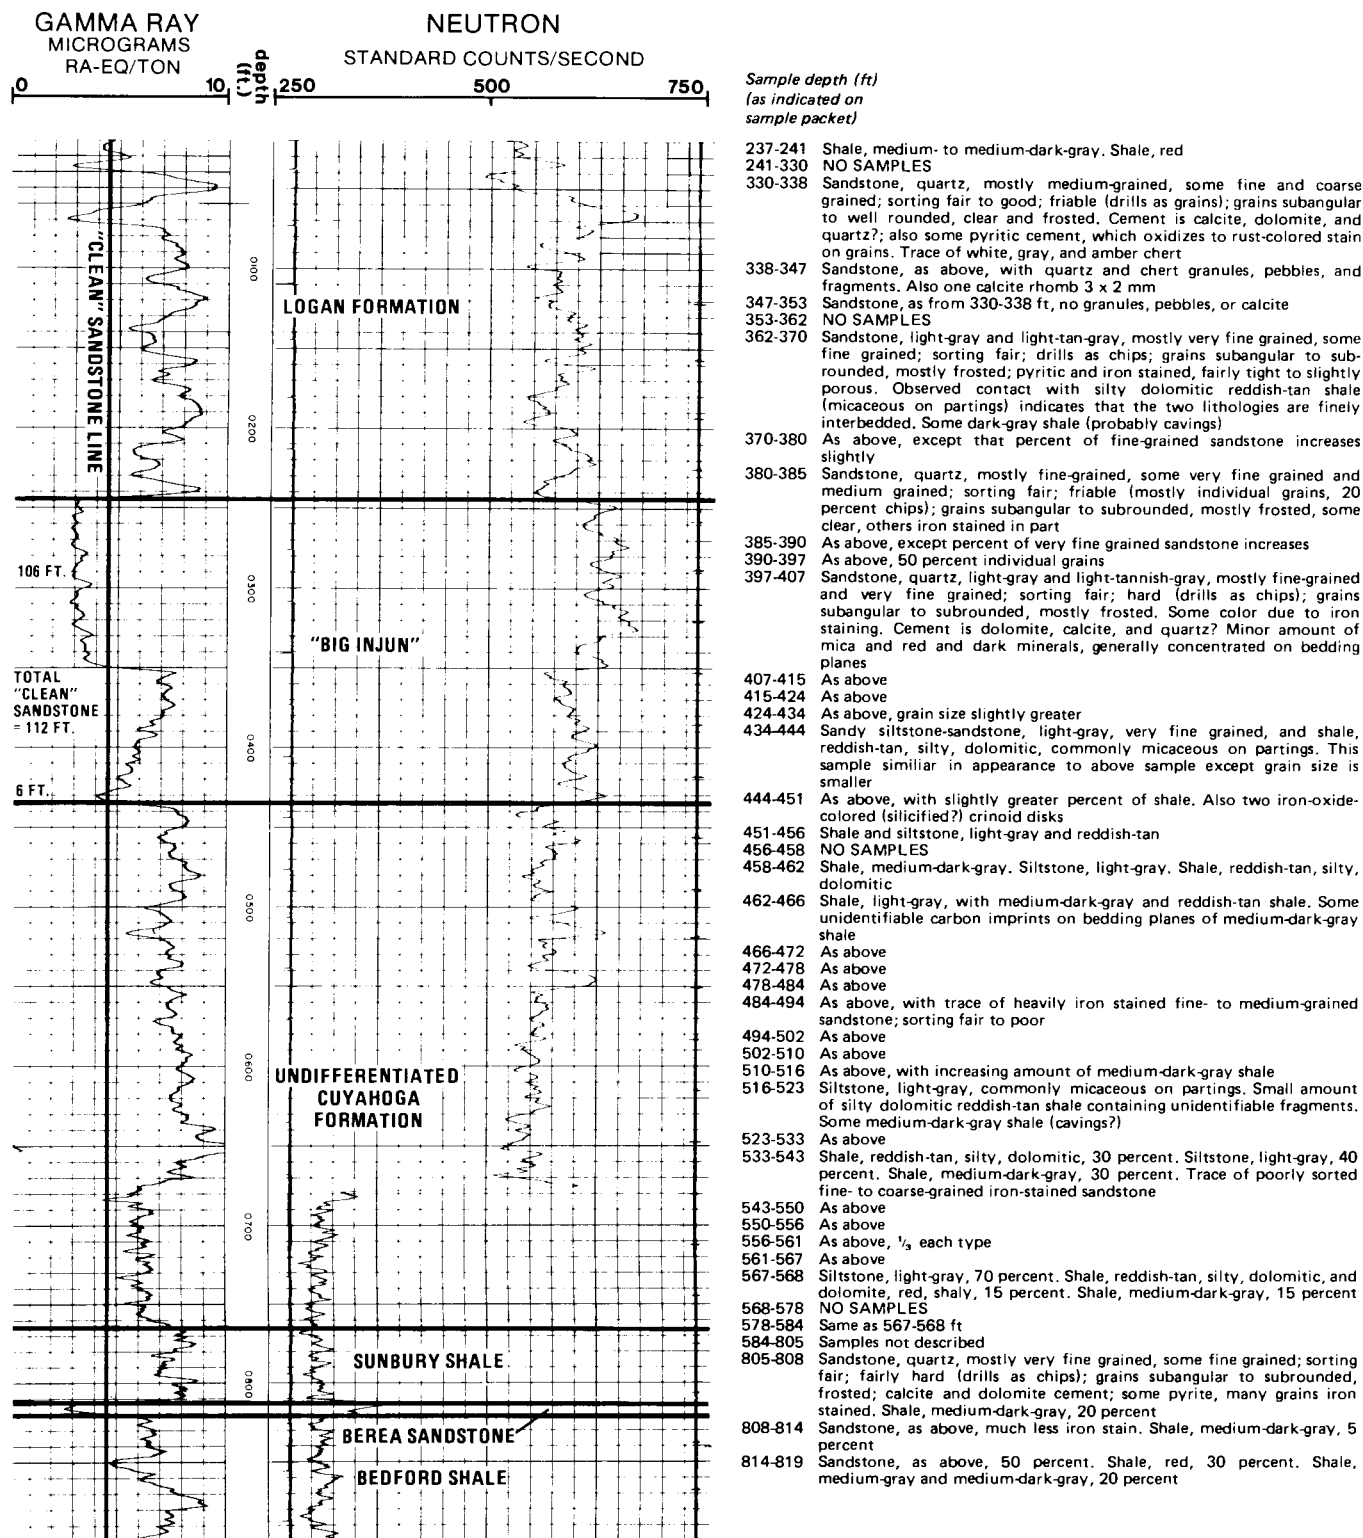 GAMMA RAY
MICROGRAMS
RA-EQ/TON
0 10
depth
(ft.)
NEUTRON
STANDARD COUNTS/SECOND
250 500 750
"CLEAN" SANDSTONE LINE
106 FT.
TOTAL
"CLEAN"
SANDSTONE
= 112 FT.
6 FT.
0100
0200
0300
0400
0500
0600
0700
0800
LOGAN FORMATION
"BIG INJUN"
UNDIFFERENTIATED
CUYAHOGA
FORMATION
SUNBURY SHALE
BEREA SANDSTONE
BEDFORD SHALE
Sample depth (ft)
(as indicated on
sample packet)
237-241 Shale, medium- to medium-dark-gray. Shale, red
241-330 NO SAMPLES
330-338 Sandstone, quartz, mostly medium-grained, some fine and coarse
grained; sorting fair to good; friable (drills as grains); grains subangular
to well rounded, clear and frosted. Cement is calcite, dolomite, and
quartz?; also some pyritic cement, which oxidizes to rust-colored stain
on grains. Trace of white, gray, and amber chert
338-347 Sandstone, as above, with quartz and chert granules, pebbles, and
fragments. Also one calcite rhomb 3 x 2 mm
347-353 Sandstone, as from 330-338 ft, no granules, pebbles, or calcite
353-362 NO SAMPLES
362-370 Sandstone, light-gray and light-tan-gray, mostly very fine grained, some
fine grained; sorting fair; drills as chips; grains subangular to sub-
rounded, mostly frosted; pyritic and iron stained, fairly tight to slightly
porous. Observed contact with silty dolomitic reddish-tan shale
(micaceous on partings) indicates that the two lithologies are finely
interbedded. Some dark-gray shale (probably cavings)
370-380 As above, except that percent of fine-grained sandstone increases
slightly
380-385 Sandstone, quartz, mostly fine-grained, some very fine grained and
medium grained; sorting fair; friable (mostly individual grains, 20
percent chips); grains subangular to subrounded, mostly frosted, some
clear, others iron stained in part
385-390 As above, except percent of very fine grained sandstone increases
390-397 As above, 50 percent individual grains
397-407 Sandstone, quartz, light-gray and light-tannish-gray, mostly fine-grained
and very fine grained; sorting fair; hard (drills as chips); grains
subangular to subrounded, mostly frosted. Some color due to iron
staining. Cement is dolomite, calcite, and quartz? Minor amount of
mica and red and dark minerals, generally concentrated on bedding
planes
407-415 As above
415-424 As above
424-434 As above, grain size slightly greater
434-444 Sandy siltstone-sandstone, light-gray, very fine grained, and shale,
reddish-tan, silty, dolomitic, commonly micaceous on partings. This
sample similiar in appearance to above sample except grain size is
smaller
444-451 As above, with slightly greater percent of shale. Also two iron-oxide-
colored (silicified?) crinoid disks
451-456 Shale and siltstone, light-gray and reddish-tan
456-458 NO SAMPLES
458-462 Shale, medium-dark-gray. Siltstone, light-gray. Shale, reddish-tan, silty,
dolomitic
462-466 Shale, light-gray, with medium-dark-gray and reddish-tan shale. Some
unidentifiable carbon imprints on bedding planes of medium-dark-gray
shale
466-472 As above
472-478 As above
478-484 As above
484-494 As above, with trace of heavily iron stained fine- to medium-grained
sandstone; sorting fair to poor
494-502 As above
502-510 As above
510-516 As above, with increasing amount of medium-dark-gray shale
516-523 Siltstone, light-gray, commonly micaceous on partings. Small amount
of silty dolomitic reddish-tan shale containing unidentifiable fragments.
Some medium-dark-gray shale (cavings?)
523-533 As above
533-543 Shale, reddish-tan, silty, dolomitic, 30 percent. Siltstone, light-gray, 40
percent. Shale, medium-dark-gray, 30 percent. Trace of poorly sorted
fine- to coarse-grained iron-stained sandstone
543-550 As above
550-556 As above
556-561 As above, ⅓ each type
561-567 As above
567-568 Siltstone, light-gray, 70 percent. Shale, reddish-tan, silty, dolomitic, and
dolomite, red, shaly, 15 percent. Shale, medium-dark-gray, 15 percent
568-578 NO SAMPLES
578-584 Same as 567-568 ft
584-805 Samples not described
805-808 Sandstone, quartz, mostly very fine grained, some fine grained; sorting
fair; fairly hard (drills as chips); grains subangular to subrounded,
frosted; calcite and dolomite cement; some pyrite, many grains iron
stained. Shale, medium-dark-gray, 20 percent
808-814 Sandstone, as above, much less iron stain. Shale, medium-dark-gray, 5
percent
814-819 Sandstone, as above, 50 percent. Shale, red, 30 percent. Shale,
medium-gray and medium-dark-gray, 20 percent